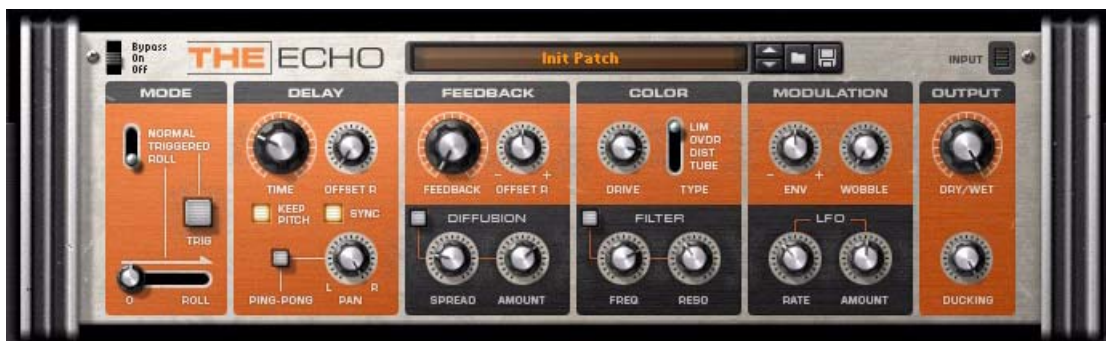 Bypass
On
Off
THE ECHO
Init Patch
INPUT
MODE
NORMAL
TRIGGERED
ROLL
TRIG
0 ROLL
DELAY
TIME OFFSET R
KEEP
PITCH
SYNC
L R
PING-PONG PAN
FEEDBACK
- +
FEEDBACK OFFSET R
DIFFUSION
SPREAD AMOUNT
COLOR
LIM
OVDR
DIST
TUBE
DRIVE TYPE
FILTER
FREQ RESO
MODULATION
- +
ENV WOBBLE
LFO
RATE AMOUNT
OUTPUT
DRY/WET
DUCKING